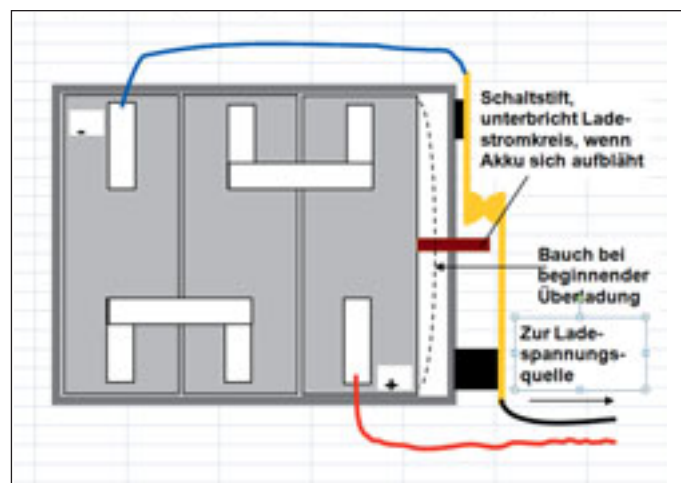 -
Schaltstift,
unterbricht Lade-
stromkreis, wenn
Akku sich aufbläht
Bauch bei
beginnender
Überladung
Zur Lade-
spannungs-
quelle
+